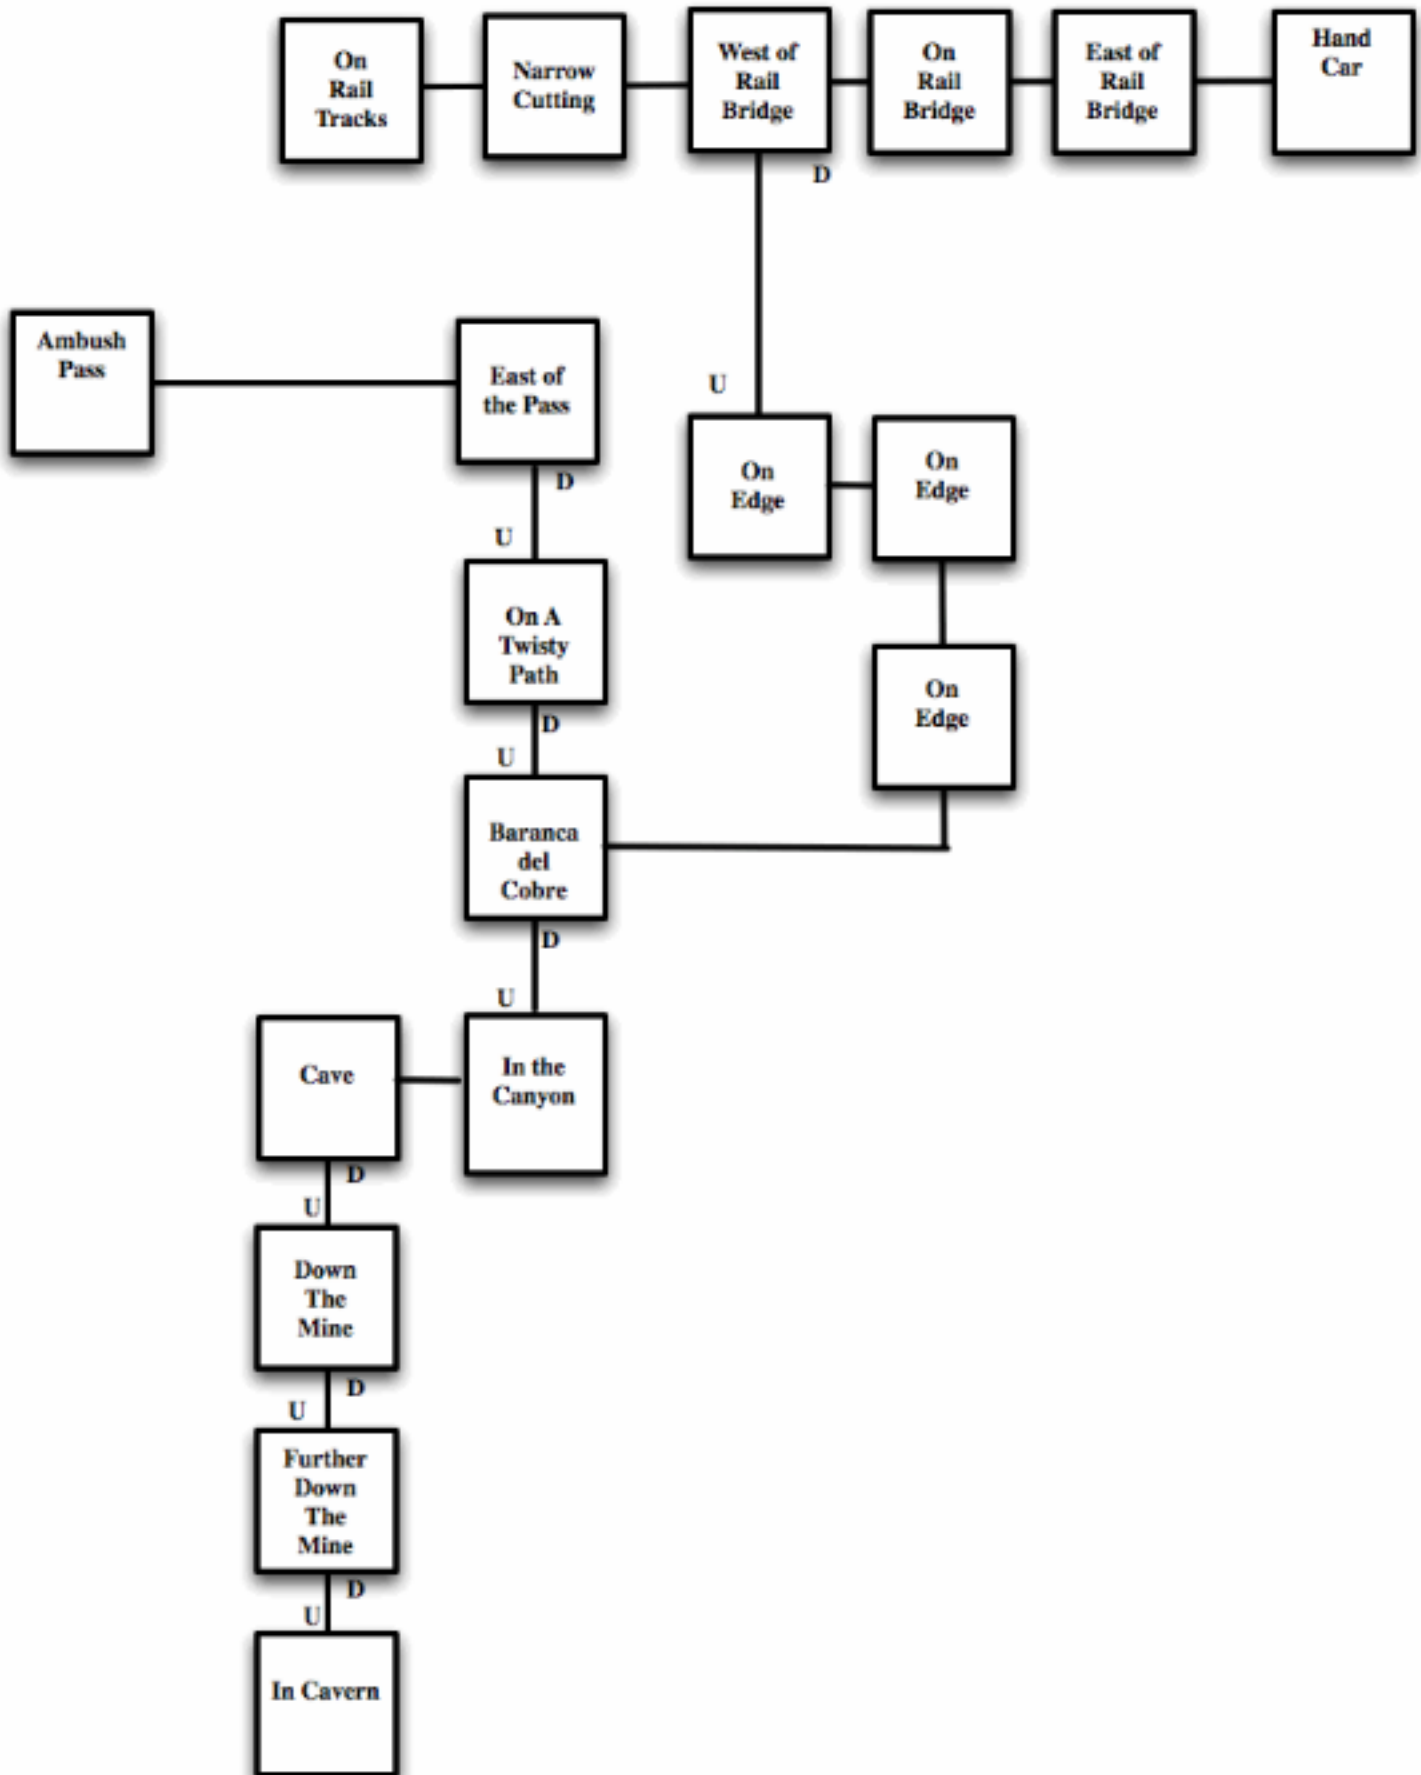 On
Rail
Tracks
Narrow
Cutting
West of
Rail
Bridge
On
Rail
Bridge
East of
Rail
Bridge
Hand
Car
D
Ambush
Pass
East of
the Pass
D
U
U
On
Edge
On
Edge
On A
Twisty
Path
D
U
On
Edge
Baranca
del
Cobre
D
U
Cave
In the
Canyon
D
U
Down
The
Mine
D
U
Further
Down
The
Mine
D
U
In Cavern